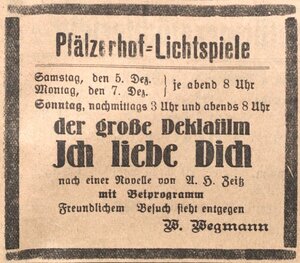 Pfälzerhof-Lichtspiele
Samstag, den 5. Dez.
Montag, den 7. Dez. } je abend 8 Uhr
Sonntag, nachmittags 3 Uhr und abends 8 Uhr
der große Deklafilm
Ich liebe Dich
nach einer Novelle von A. H. Zeitz
mit Beiprogramm
Freundlichem Besuch sieht entgegen
W. Wegmann